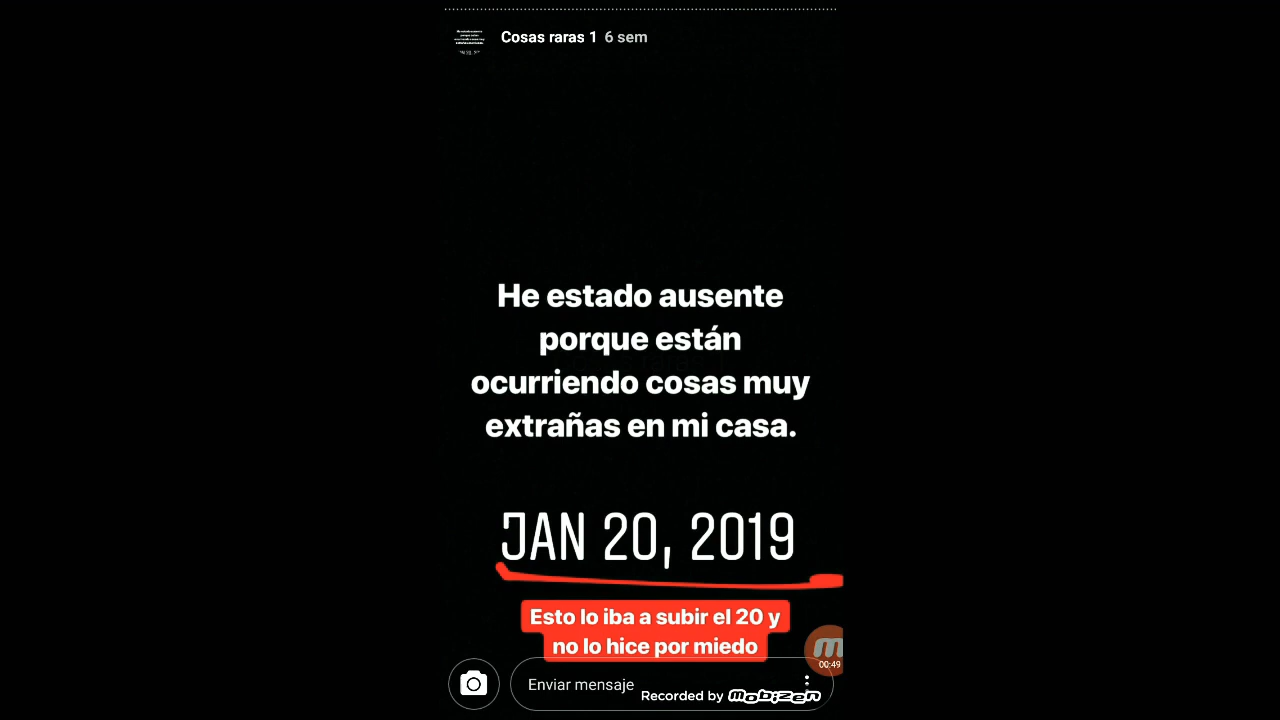 Cosas raras 1 6 sem
He estado ausente
porque están
ocurriendo cosas muy
extrañas en mi casa.
JAN 20, 2019
Esto lo iba a subir el 20 y
no lo hice por miedo
00:49
Enviar mensaje
Recorded by Mobizen